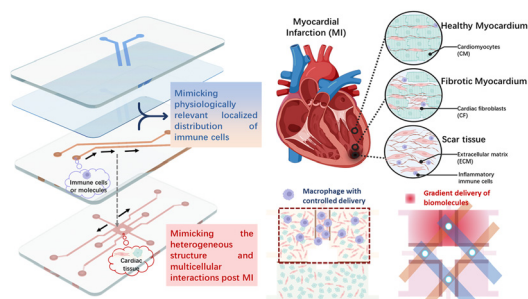 Mimicking
physiologically
relevant localized
distribution of
immune cells
Immune cells
or molecules
Cardiac
tissue
Mimicking the
heterogeneous
structure and
multicellular
interactions post MI
Myocardial
Infarction (MI)
Healthy Myocardium
Cardiomyocytes
(CM)
Fibrotic Myocardium
Cardiac fibroblasts
(CF)
Scar tissue
Extracellular matrix
(ECM)
Inflammatory
immune cells
Macrophage with
controlled delivery
Gradient delivery of
biomolecules